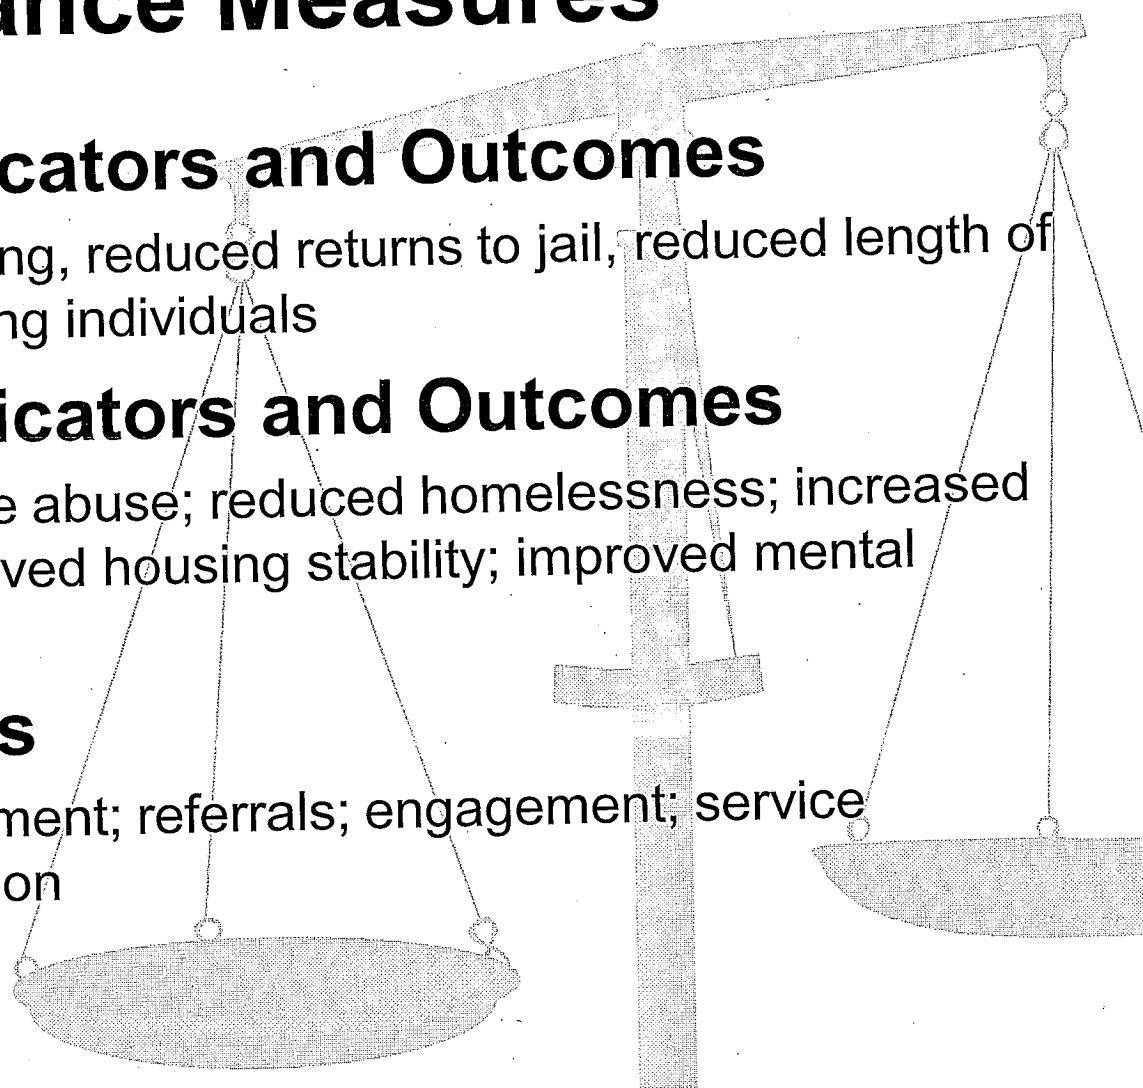 ance Measures
cators and Outcomes
ng, reduced returns to jail, reduced length of
ng individuals
icators and Outcomes
e abuse; reduced homelessness; increased
ved housing stability; improved mental
s
ment; referrals; engagement; service
on